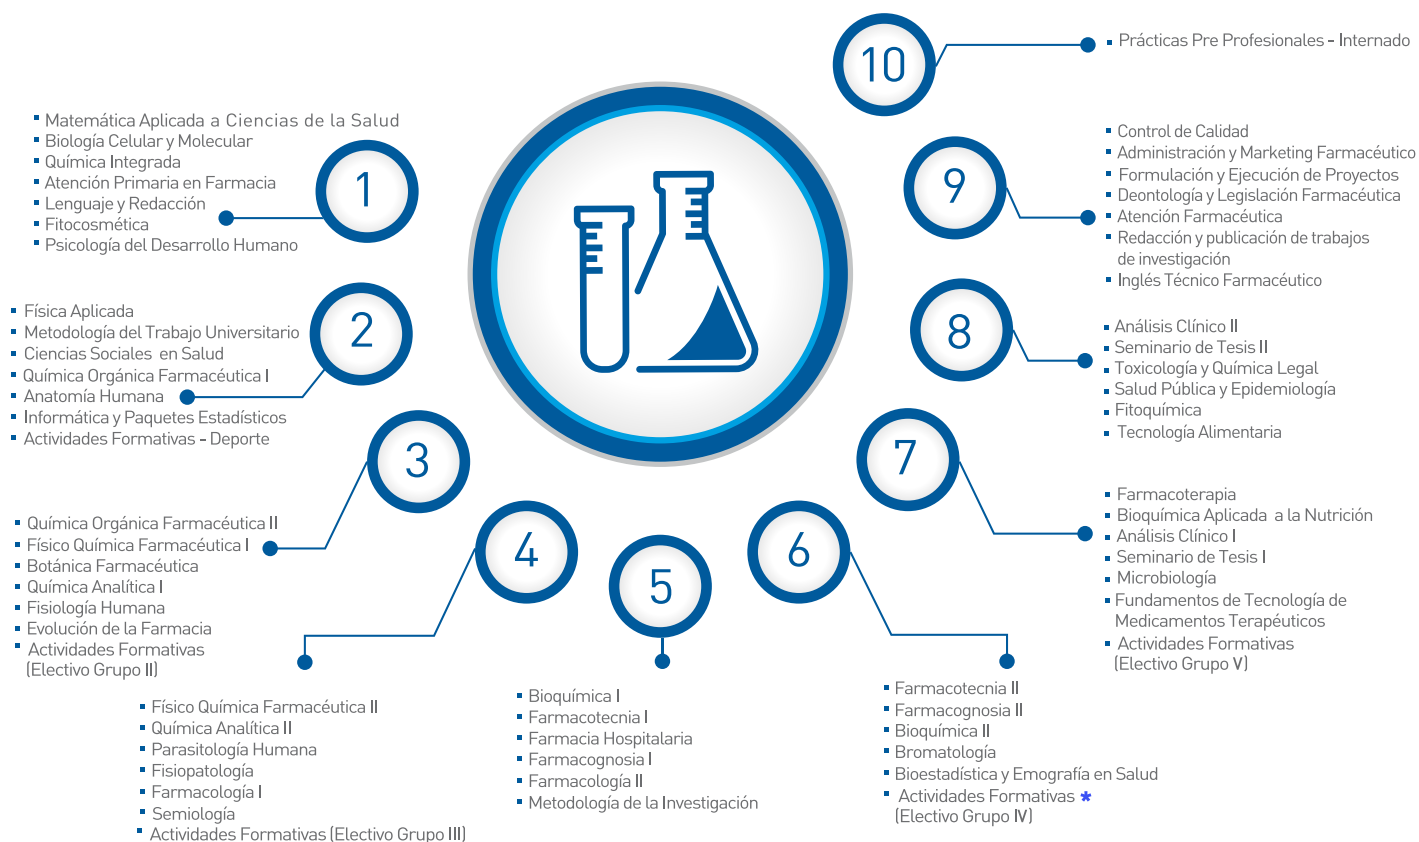 1
Matemática Aplicada a Ciencias de la Salud
Biología Celular y Molecular
Química Integrada
Atención Primaria en Farmacia
Lenguaje y Redacción
Fitocosmética
Psicología del Desarrollo Humano
2
Física Aplicada
Metodología del Trabajo Universitario
Ciencias Sociales en Salud
Química Orgánica Farmacéutica I
Anatomía Humana
Informática y Paquetes Estadísticos
Actividades Formativas - Deporte
3
Química Orgánica Farmacéutica II
Físico Química Farmacéutica I
Botánica Farmacéutica
Química Analítica I
Fisiología Humana
Evolución de la Farmacia
Actividades Formativas
(Electivo Grupo II)
4
Físico Química Farmacéutica II
Química Analítica II
Parasitología Humana
Fisiopatología
Farmacología I
Semiología
Actividades Formativas (Electivo Grupo III)
5
Bioquímica I
Farmacotecnia I
Farmacia Hospitalaria
Farmacognosia I
Farmacología II
Metodología de la Investigación
6
Farmacotecnia II
Farmacognosia II
Bioquímica II
Bromatología
Bioestadística y Emografía en Salud
Actividades Formativas *
(Electivo Grupo IV)
7
Farmacoterapia
Bioquímica Aplicada a la Nutrición
Análisis Clínico I
Seminario de Tesis I
Microbiología
Fundamentos de Tecnología de
Medicamentos Terapéuticos
Actividades Formativas
(Electivo Grupo V)
8
Análisis Clínico II
Seminario de Tesis II
Toxicología y Química Legal
Salud Pública y Epidemiología
Fitoquímica
Tecnología Alimentaria
9
Control de Calidad
Administración y Marketing Farmacéutico
Formulación y Ejecución de Proyectos
Deontología y Legislación Farmacéutica
Atención Farmacéutica
Redacción y publicación de trabajos
de investigación
Inglés Técnico Farmacéutico
10
Prácticas Pre Profesionales - Internado